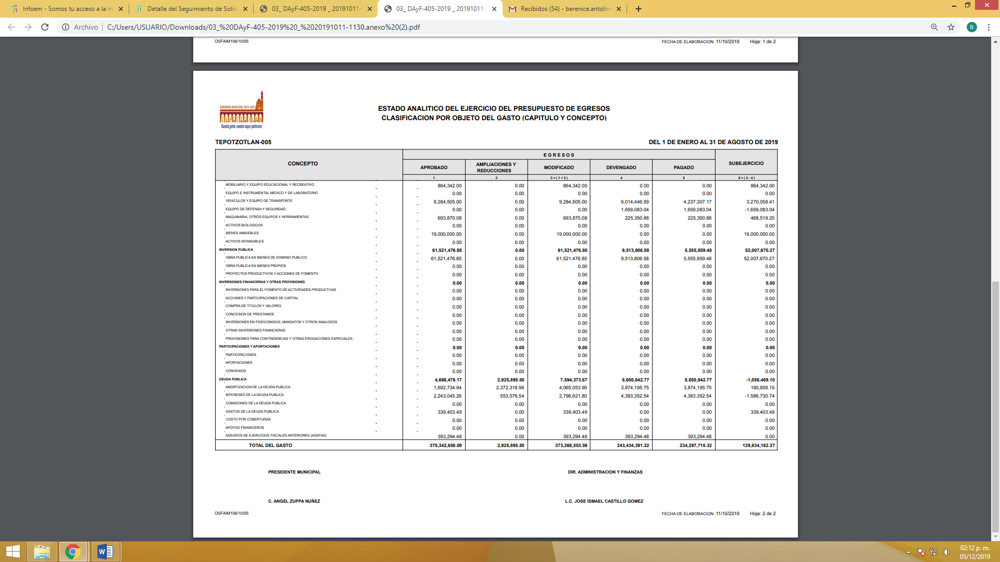 Infoem - Somos tu acceso a la in
Detalle del Seguimiento de Solic
03_ DAyF-405-2019 _ 20191011-
03_ DAyF-405-2019 _ 20191011-
Recibidos (54) - berenice.antolin
Archivo C:/Users/USUARIO/Downloads/03_%20DAyF-405-2019%20_%2020191011-1130.anexo%20(2).pdf
B
OSFAIM106/10/05 FECHA DE ELABORACION: 11/10/2019 Hoja: 1 de 2
GOBIERNO MUNICIPAL 2019-2021
TEPOTZOTLAN
Nuestra gente, nuestro mayor patrimonio
ESTADO ANALITICO DEL EJERCICIO DEL PRESUPUESTO DE EGRESOS
CLASIFICACION POR OBJETO DEL GASTO (CAPITULO Y CONCEPTO)
TEPOTZOTLAN-005 DEL 1 DE ENERO AL 31 DE AGOSTO DE 2019
CONCEPTO E G R E S O S SUBEJERCICIO
APROBADO AMPLIACIONES Y REDUCCIONES MODIFICADO DEVENGADO PAGADO
1 2 3 = ( 1 + 2 ) 4 5 6 = ( 3 - 4 )
MOBILIARIO Y EQUIPO EDUCACIONAL Y RECREATIVO - - 864,342.00 0.00 864,342.00 0.00 0.00 864,342.00
EQUIPO E INSTRUMENTAL MEDICO Y DE LABORATORIO - - 0.00 0.00 0.00 0.00 0.00 0.00
VEHICULOS Y EQUIPO DE TRANSPORTE - - 9,284,505.00 0.00 9,284,505.00 6,014,446.59 4,237,307.17 3,270,058.41
EQUIPO DE DEFENSA Y SEGURIDAD - - 0.00 0.00 0.00 1,659,083.04 1,659,083.04 -1,659,083.04
MAQUINARIA, OTROS EQUIPOS Y HERRAMIENTAS - - 693,870.08 0.00 693,870.08 225,350.88 225,350.88 468,519.20
ACTIVOS BIOLOGICOS - - 0.00 0.00 0.00 0.00 0.00 0.00
BIENES INMUEBLES - - 19,000,000.00 0.00 19,000,000.00 0.00 0.00 19,000,000.00
ACTIVOS INTANGIBLES - - 0.00 0.00 0.00 0.00 0.00 0.00
INVERSION PUBLICA - - 61,521,476.85 0.00 61,521,476.85 9,513,806.58 5,555,859.48 52,007,670.27
OBRA PUBLICA EN BIENES DE DOMINIO PUBLICO - - 61,521,476.85 0.00 61,521,476.85 9,513,806.58 5,555,859.48 52,007,670.27
OBRA PUBLICA EN BIENES PROPIOS - - 0.00 0.00 0.00 0.00 0.00 0.00
PROYECTOS PRODUCTIVOS Y ACCIONES DE FOMENTO - - 0.00 0.00 0.00 0.00 0.00 0.00
INVERSIONES FINANCIERAS Y OTRAS PROVISIONES - - 0.00 0.00 0.00 0.00 0.00 0.00
INVERSIONES PARA EL FOMENTO DE ACTIVIDADES PRODUCTIVAS - - 0.00 0.00 0.00 0.00 0.00 0.00
ACCIONES Y PARTICIPACIONES DE CAPITAL - - 0.00 0.00 0.00 0.00 0.00 0.00
COMPRA DE TITULOS Y VALORES - - 0.00 0.00 0.00 0.00 0.00 0.00
CONCESION DE PRESTAMOS - - 0.00 0.00 0.00 0.00 0.00 0.00
INVERSIONES EN FIDEICOMISOS, MANDATOS Y OTROS ANALOGOS - - 0.00 0.00 0.00 0.00 0.00 0.00
OTRAS INVERSIONES FINANCIERAS - - 0.00 0.00 0.00 0.00 0.00 0.00
PROVISIONES PARA CONTINGENCIAS Y OTRAS EROGACIONES ESPECIALES - - 0.00 0.00 0.00 0.00 0.00 0.00
PARTICIPACIONES Y APORTACIONES - - 0.00 0.00 0.00 0.00 0.00 0.00
PARTICIPACIONES - - 0.00 0.00 0.00 0.00 0.00 0.00
APORTACIONES - - 0.00 0.00 0.00 0.00 0.00 0.00
CONVENIOS - - 0.00 0.00 0.00 0.00 0.00 0.00
DEUDA PUBLICA - - 4,668,478.17 2,925,895.50 7,594,373.67 8,650,842.77 8,650,842.77 -1,056,469.10
AMORTIZACION DE LA DEUDA PUBLICA - - 1,692,734.94 2,372,318.96 4,065,053.90 3,874,195.75 3,874,195.75 190,858.15
INTERESES DE LA DEUDA PUBLICA - - 2,243,045.26 553,576.54 2,796,621.80 4,383,352.54 4,383,352.54 -1,586,730.74
COMISIONES DE LA DEUDA PUBLICA - - 0.00 0.00 0.00 0.00 0.00 0.00
GASTOS DE LA DEUDA PUBLICA - - 339,403.49 0.00 339,403.49 0.00 0.00 339,403.49
COSTO POR COBERTURAS - - 0.00 0.00 0.00 0.00 0.00 0.00
APOYOS FINANCIEROS - - 0.00 0.00 0.00 0.00 0.00 0.00
ADEUDOS DE EJERCICIOS FISCALES ANTERIORES (ADEFAS) 393,294.48 0.00 393,294.48 393,294.48 393,294.48 0.00
TOTAL DEL GASTO 370,342,658.09 2,925,895.50 373,268,553.59 243,434,391.22 234,297,715.32 129,834,162.37
PRESIDENTE MUNICIPAL DIR. ADMINISTRACION Y FINANZAS
C. ANGEL ZUPPA NUÑEZ L.C. JOSE ISMAEL CASTILLO GOMEZ
OSFAIM106/10/05 FECHA DE ELABORACION: 11/10/2019 Hoja: 2 de 2
02:12 p. m.
05/12/2019